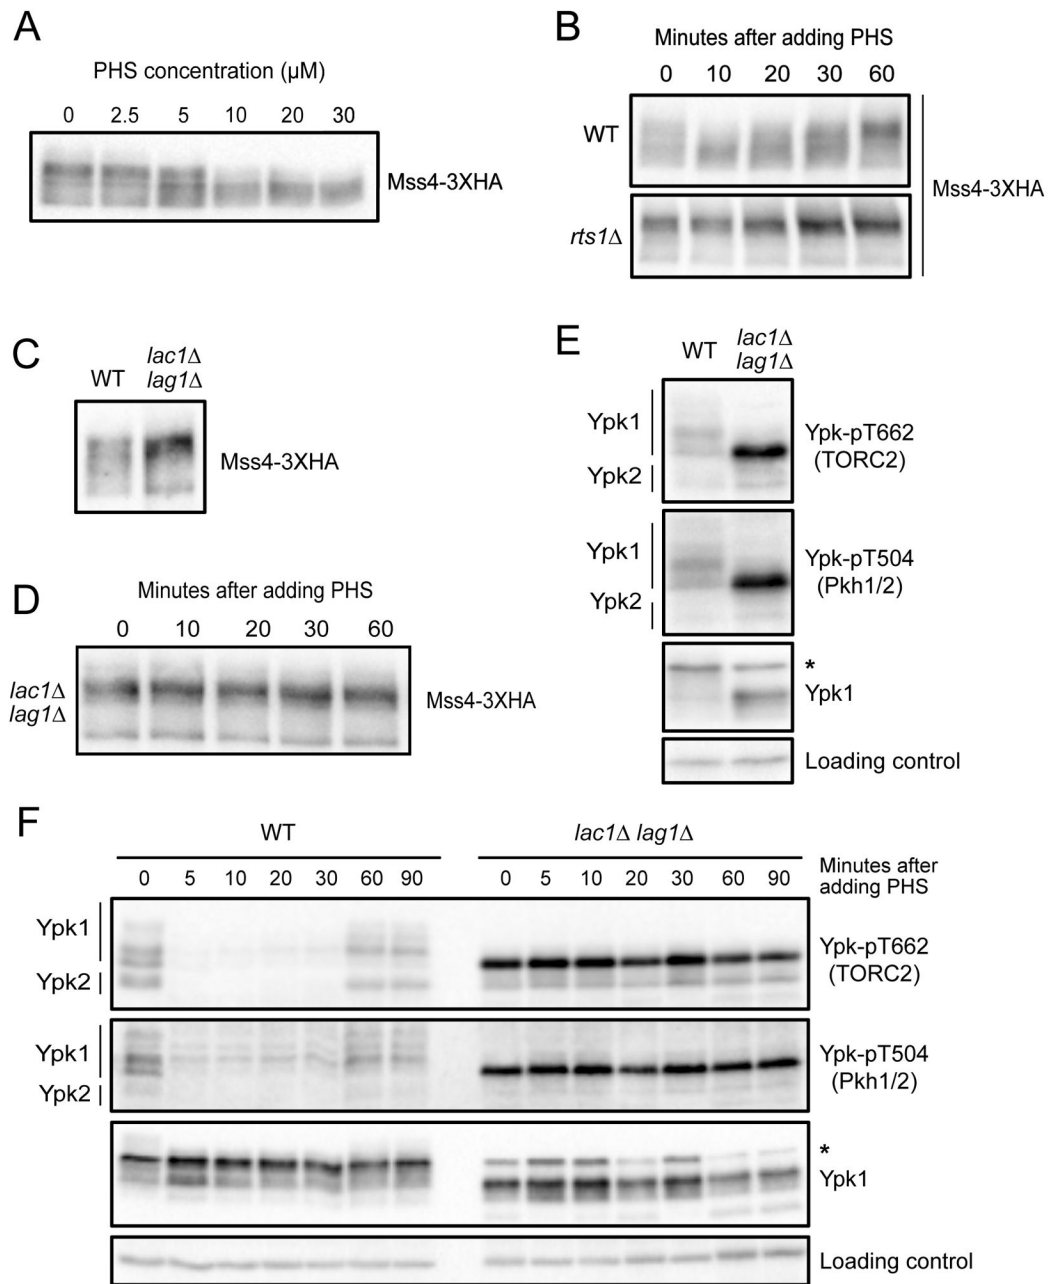 A
PHS concentration (μM)
0 2.5 5 10 20 30
Mss4-3XHA
B
Minutes after adding PHS
0 10 20 30 60
WT
rts1Δ
Mss4-3XHA
C
WT
lac1Δ
lag1Δ
Mss4-3XHA
D
Minutes after adding PHS
0 10 20 30 60
lac1Δ
lag1Δ
Mss4-3XHA
E
WT
lac1Δ
lag1Δ
Ypk1
Ypk2
Ypk-pT662
(TORC2)
Ypk1
Ypk2
Ypk-pT504
(Pkh1/2)
*
Ypk1
Loading control
F
WT
lac1Δ lag1Δ
0 5 10 20 30 60 90
0 5 10 20 30 60 90
Minutes after
adding PHS
Ypk1
Ypk2
Ypk-pT662
(TORC2)
Ypk1
Ypk2
Ypk-pT504
(Pkh1/2)
*
Ypk1
Loading control